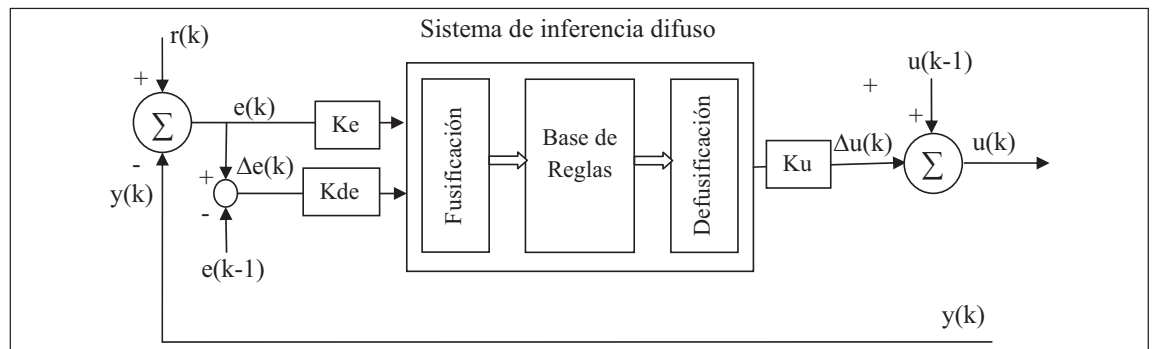 r(k)
Sistema de inferencia difuso
+
Σ
-
y(k)
e(k)
Ke
Δe(k)
+
-
Kde
e(k-1)
Fusificación
Base de
Reglas
Defusificación
Ku
Δu(k)
+
u(k-1)
+
Σ
u(k)
y(k)